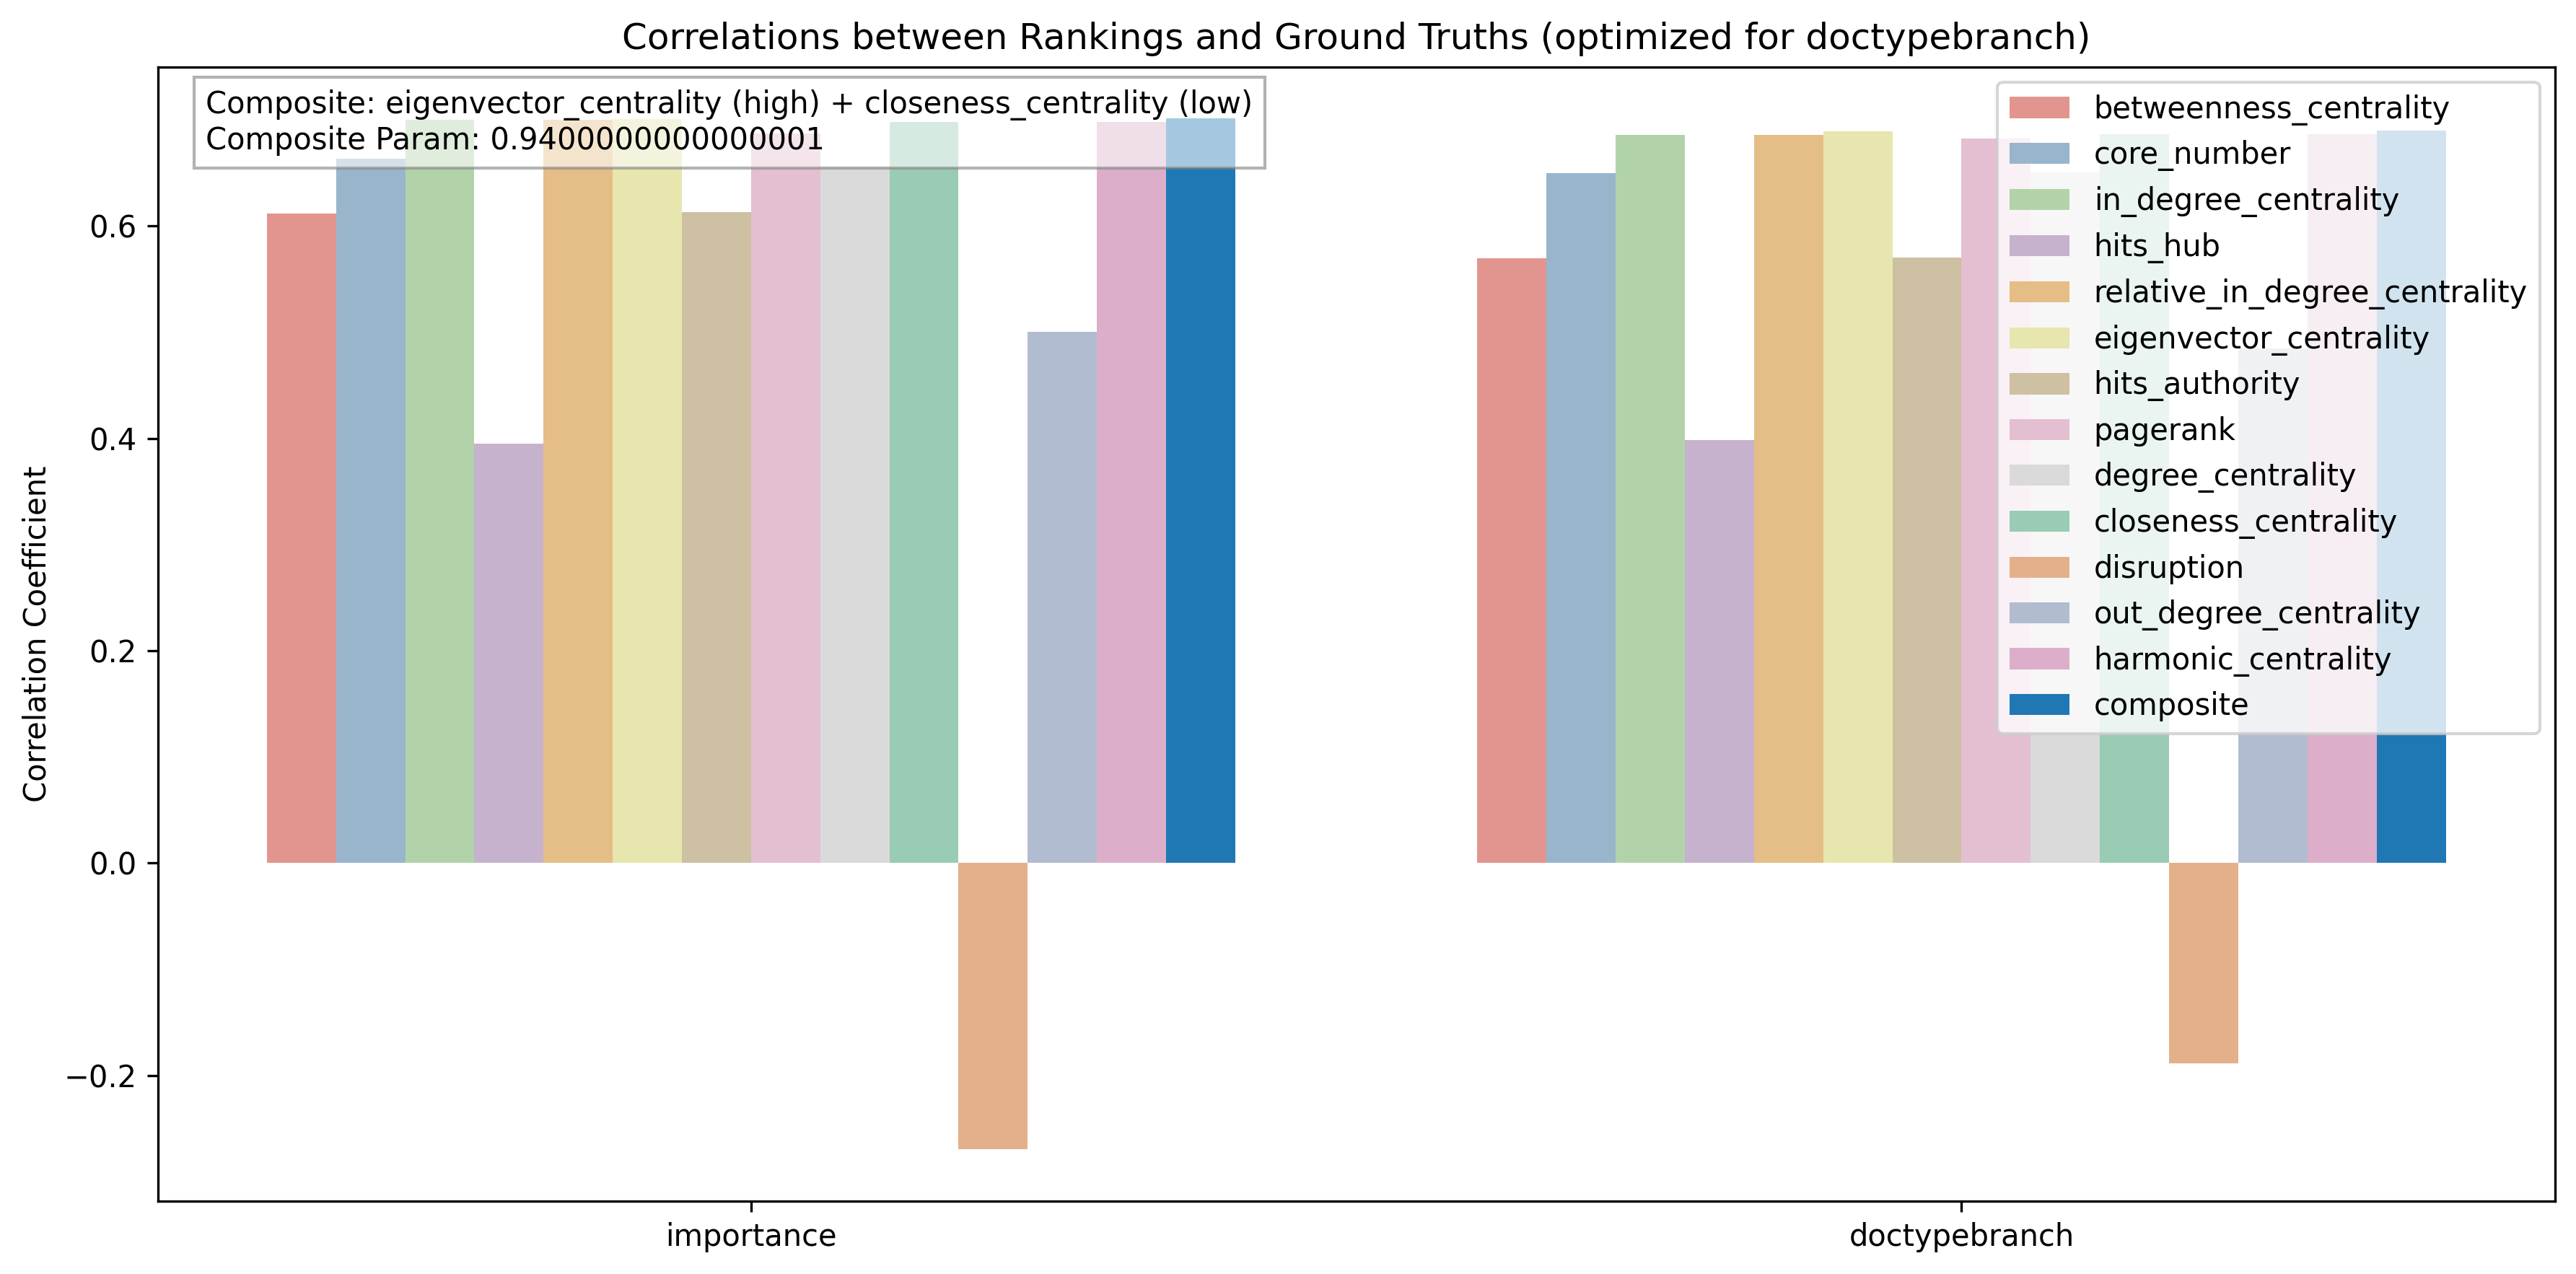 Correlations between Rankings and Ground Truths (optimized for doctypebranch)
Composite: eigenvector_centrality (high) + closeness_centrality (low)
Composite Param: 0.9400000000000001
betweenness_centrality
core_number
in_degree_centrality
hits_hub
relative_in_degree_centrality
eigenvector_centrality
hits_authority
pagerank
degree_centrality
closeness_centrality
disruption
out_degree_centrality
harmonic_centrality
composite
Correlation Coefficient
0.6
0.4
0.2
0.0
−0.2
importance
doctypebranch